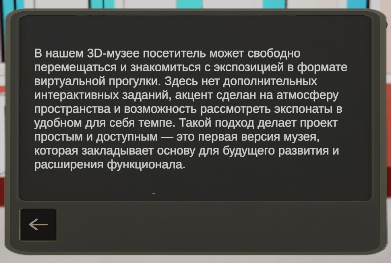 В нашем 3D-музее посетитель может свободно
перемещаться и знакомиться с экспозицией в формате
виртуальной прогулки. Здесь нет дополнительных
интерактивных заданий, акцент сделан на атмосферу
пространства и возможность рассмотреть экспонаты в
удобном для себя темпе. Такой подход делает проект
простым и доступным — это первая версия музея,
которая закладывает основу для будущего развития и
расширения функционала.